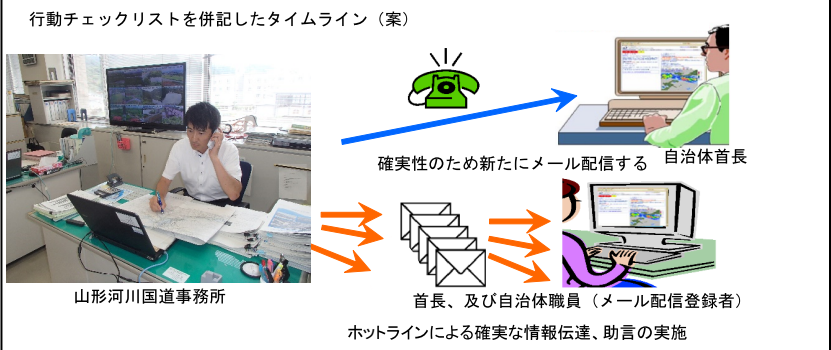 行動チェックリストを併記したタイムライン（案）
確実性のため新たにメール配信する
自治体首長
山形河川国道事務所
首長、及び自治体職員（メール配信登録者）
ホットラインによる確実な情報伝達、助言の実施